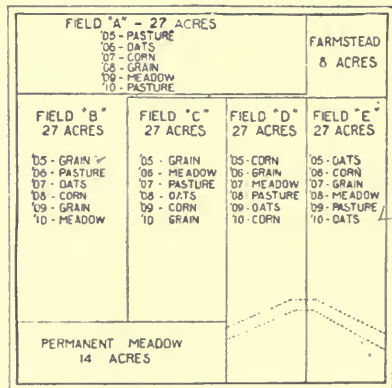 FIELD "A" - 27 ACRES
'05 - PASTURE
'06 - OATS
'07 - CORN
'08 - GRAIN
'09 - MEADOW
'10 - PASTURE
FARMSTEAD
8 ACRES
FIELD "B"
27 ACRES
'05 - GRAIN
'06 - PASTURE
'07 - OATS
'08 - CORN
'09 - GRAIN
'10 - MEADOW
FIELD "C"
27 ACRES
'05 - GRAIN
'06 - MEADOW
'07 - PASTURE
'08 - OATS
'09 - CORN
'10 GRAIN
FIELD "D"
27 ACRES
'05 - CORN
'06 - GRAIN
'07 - MEADOW
'08 - PASTURE
'09 - OATS
'10 - CORN
FIELD "E"
27 ACRES
'05 - OATS
'06 - CORN
'07 - GRAIN
'08 - MEADOW
'09 - PASTURE
'10 - OATS
PERMANENT MEADOW
14 ACRES